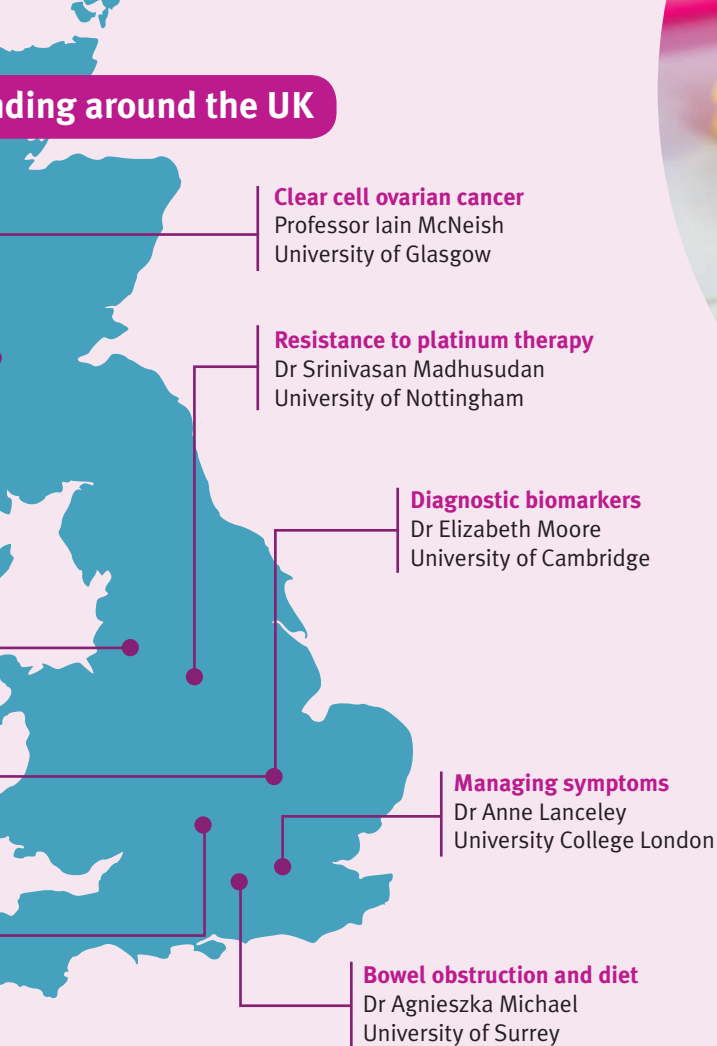 around the UK
Clear cell ovarian cancer
Professor Iain McNeish
University of Glasgow
Resistance to platinum therapy
Dr Srinivasan Madhusudan
University of Nottingham
Diagnostic biomarkers
Dr Elizabeth Moore
University of Cambridge
Managing symptoms
Dr Anne Lanceley
University College London
Bowel obstruction and diet
Dr Agnieszka Michael
University of Surrey